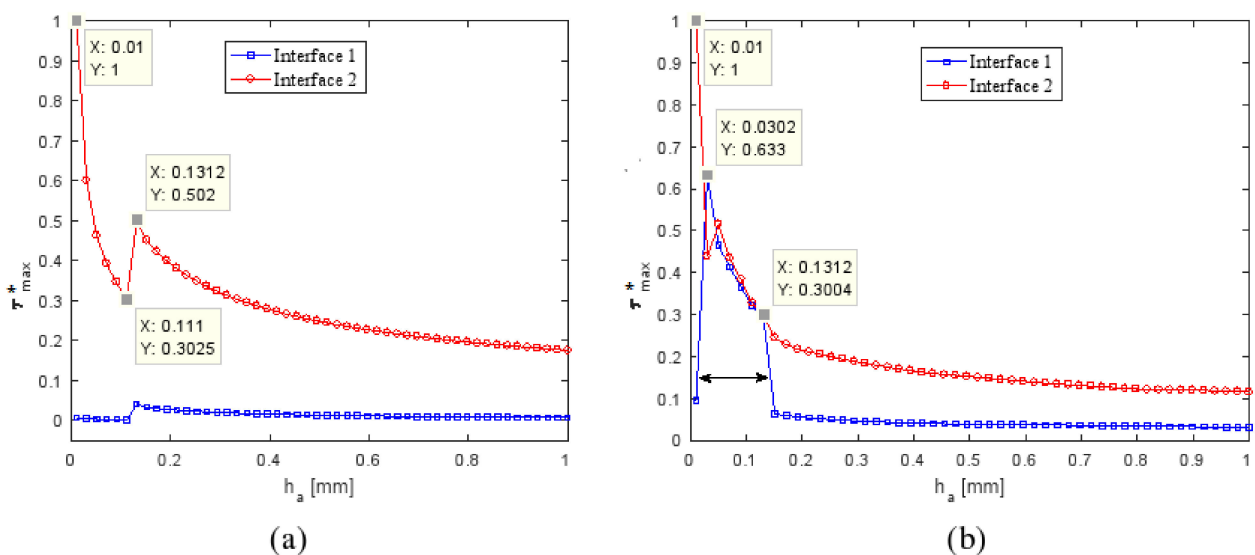 1
0.9
0.8
0.7
0.6
0.5
0.4
0.3
0.2
0.1
0
τ*max
X: 0.01
Y: 1
X: 0.1312
Y: 0.502
X: 0.111
Y: 0.3025
Interface 1
Interface 2
0 0.2 0.4 0.6 0.8 1
h a [mm]
(a)
1
0.9
0.8
0.7
0.6
0.5
0.4
0.3
0.2
0.1
0
τ*max
X: 0.01
Y: 1
X: 0.0302
Y: 0.633
X: 0.1312
Y: 0.3004
Interface 1
Interface 2
0 0.1 0.2 0.3 0.4 0.5 0.6 0.7 0.8 0.9 1
h a [mm]
(b)